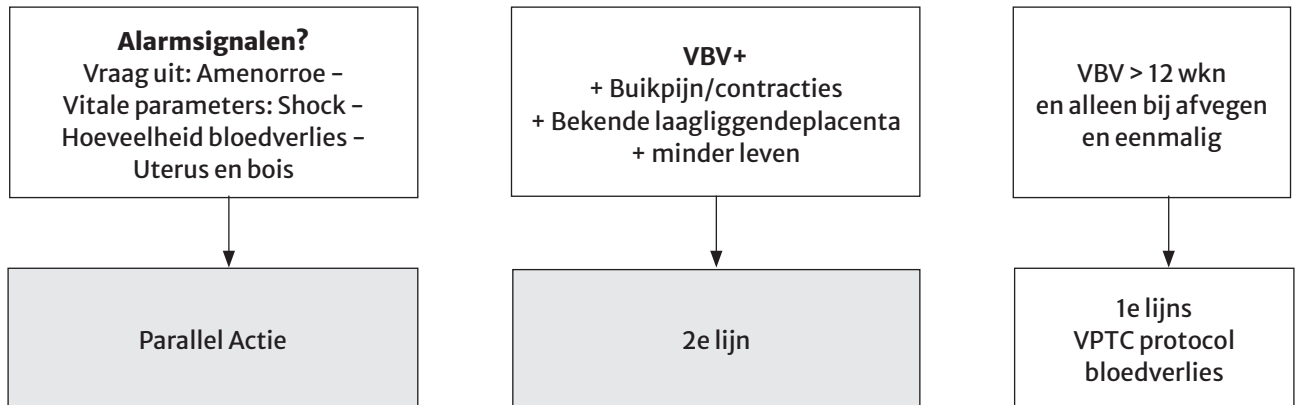 Alarmsignalen?
Vraag uit: Amenorroe –
Vitale parameters: Shock –
Hoeveelheid bloedverlies –
Uterus en bois
Parallel Actie
VBV+
+ Buikpijn/contracties
+ Bekende laagliggendeplacenta
+ minder leven
2e lijn
VBV > 12 wkn
en alleen bij afvegen
en eenmalig
1e lijns
VPTC protocol
bloedverlies